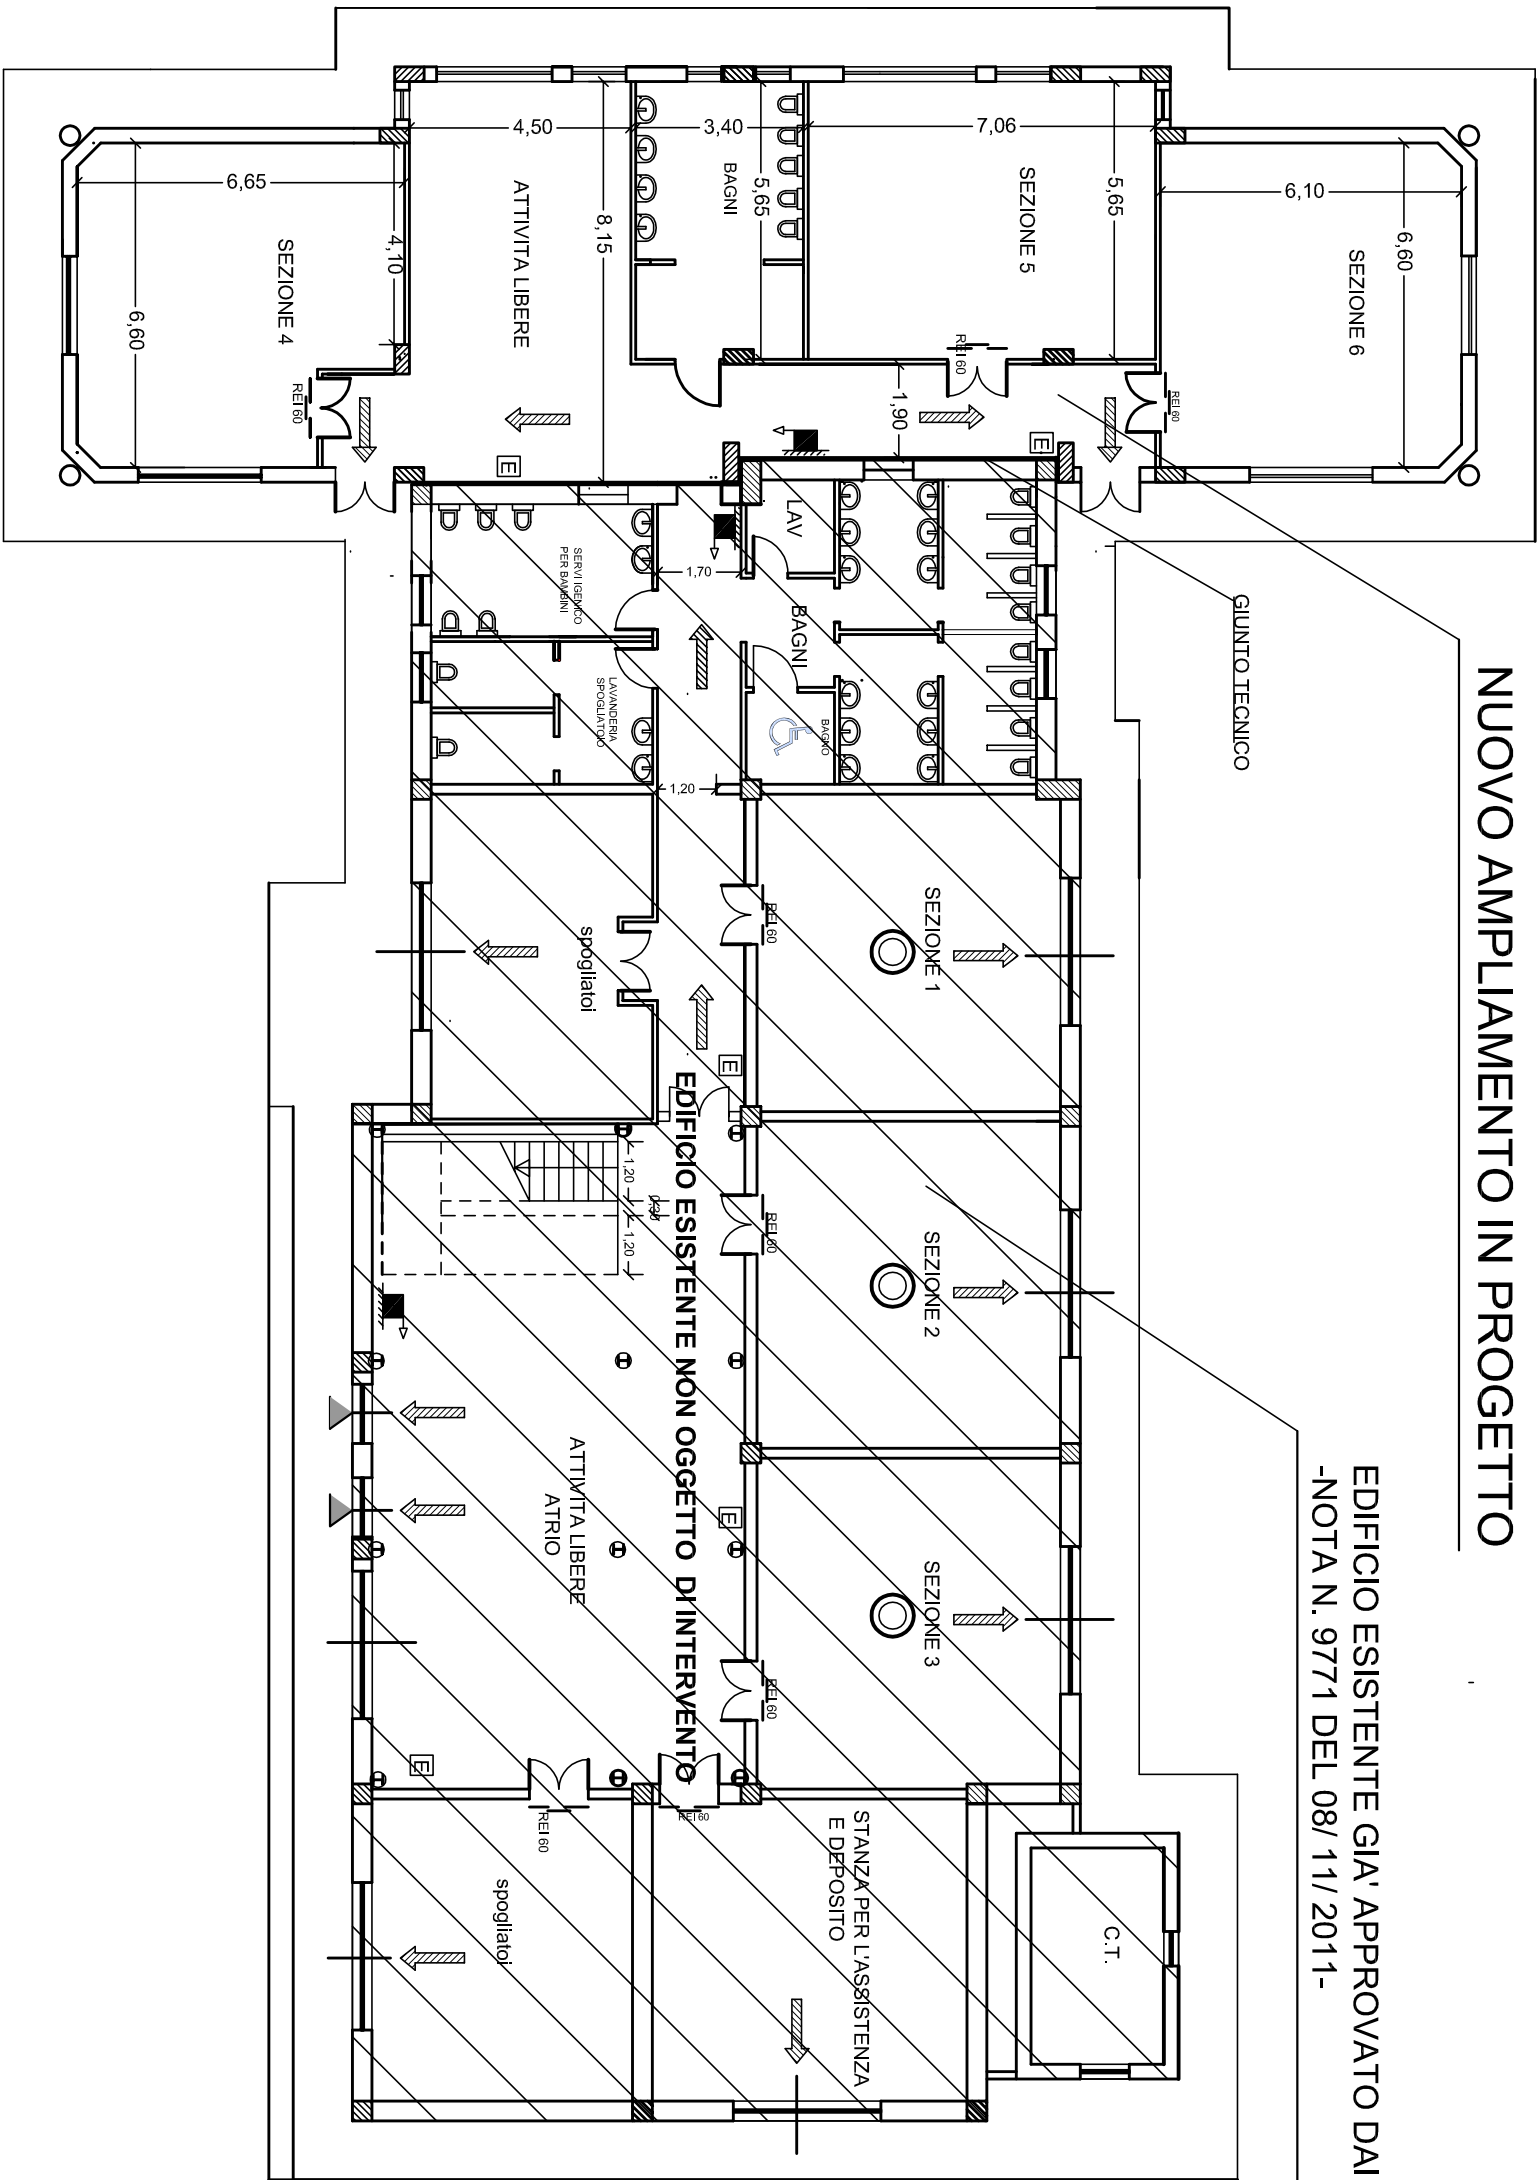 NUOVO AMPLIAMENTO IN PROGETTO
EDIFICIO ESISTENTE GIA' APPROVATO DAI
-NOTA N. 9771 DEL 08/ 11/ 2011-
GIUNTO TECNICO
SEZIONE 6
6,10
6,60
REI 60
SEZIONE 5
7,06
5,65
REI 60
1,90
E
BAGNI
3,40
5,65
ATTIVITA LIBERE
4,50
8,15
E
SEZIONE 4
6,65
4,10
6,60
REI 60
LAV
BAGNI
BAGNO
1,70
1,20
SERVI IGENICO
PER BAMBINI
LAVANDERIA
SPOGLIATOIO
SEZIONE 1
REI 60
spogliatoi
E
EDIFICIO ESISTENTE NON OGGETTO DI INTERVENTO
SEZIONE 2
REI 60
1,20
0,30
1,20
SEZIONE 3
REI 60
E
ATTIVITA LIBERE
ATRIO
E
REI 60
REI 60
STANZA PER L'ASSISTENZA
E DEPOSITO
spogliatoi
C.T.